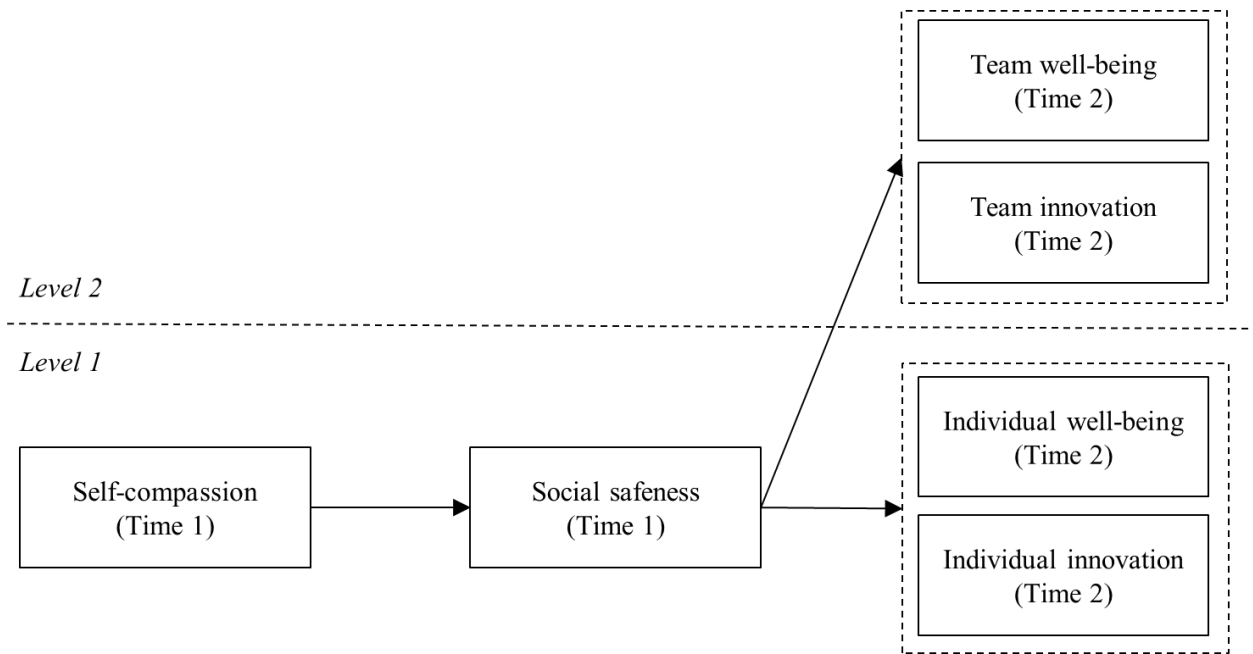 Team well-being
(Time 2)
Team innovation
(Time 2)
Level 2
Level 1
Individual well-being
(Time 2)
Self-compassion
(Time 1)
Social safeness
(Time 1)
Individual innovation
(Time 2)